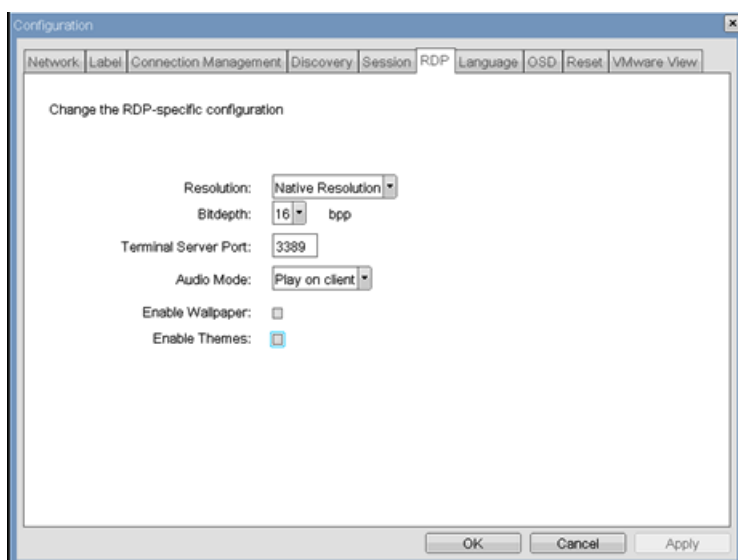 Configuration
Network Label Connection Management Discovery Session RDP Language OSD Reset VMware View
Change the RDP-specific configuration
Resolution: Native Resolution
Bitdepth: 16 bpp
Terminal Server Port: 3389
Audio Mode: Play on client
Enable Wallpaper:
Enable Themes:
OK Cancel Apply